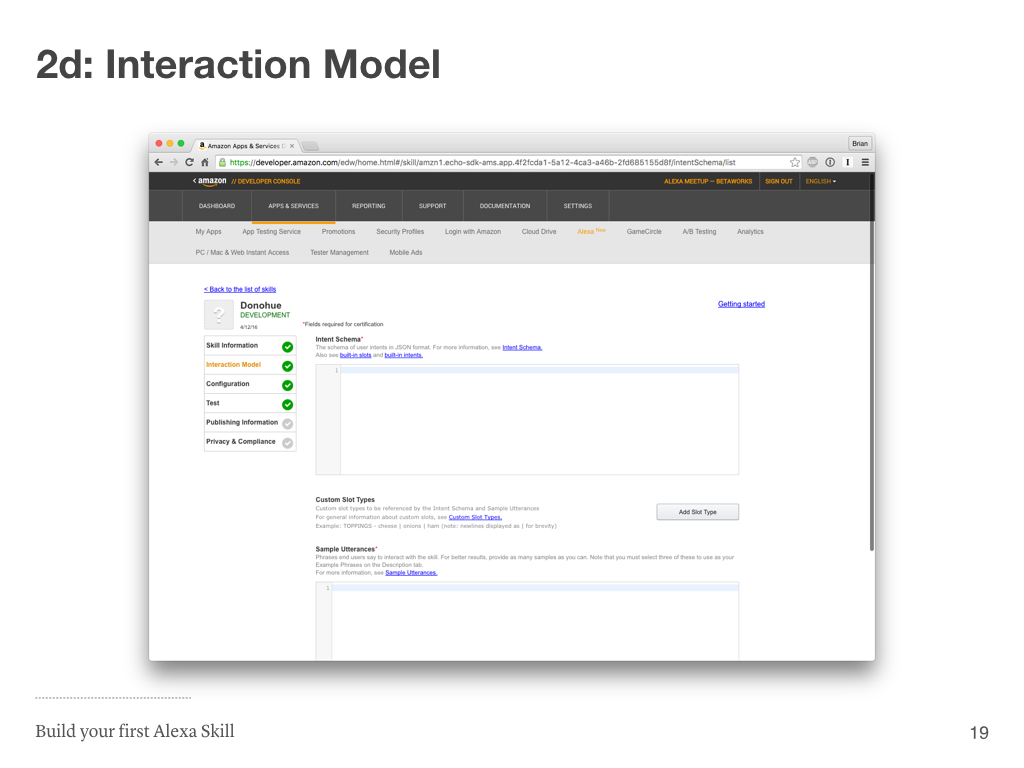 2d: Interaction Model
Amazon Apps & Services D
Brian
https://developer.amazon.com/edw/home.html#/skill/amzn1.echo-sdk-ams.app.4f2fcda1-5a12-4ca3-a46b-2fd685155d8f/intentSchema/list
< amazon // DEVELOPER CONSOLE
ALEXA MEETUP — BETAWORKS SIGN OUT ENGLISH
DASHBOARD APPS & SERVICES REPORTING SUPPORT DOCUMENTATION SETTINGS
My Apps App Testing Service Promotions Security Profiles Login with Amazon Cloud Drive Alexa New GameCircle A/B Testing Analytics
PC / Mac & Web Instant Access Tester Management Mobile Ads
< Back to the list of skills
Getting started
?
Donohue
DEVELOPMENT
4/12/16
*Fields required for certification
Skill Information
Interaction Model
Configuration
Test
Publishing Information
Privacy & Compliance
Intent Schema*
The schema of user intents in JSON format. For more information, see Intent Schema.
Also see built-in slots and built-in intents.
1
Custom Slot Types
Custom slot types to be referenced by the Intent Schema and Sample Utterances
For general information about custom slots, see Custom Slot Types.
Example: TOPPINGS - cheese | onions | ham (note: newlines displayed as | for brevity)
Add Slot Type
Sample Utterances*
Phrases end users say to interact with the skill. For better results, provide as many samples as you can. Note that you must select three of these to use as your
Example Phrases on the Description tab.
For more information, see Sample Utterances.
1
Build your first Alexa Skill
19